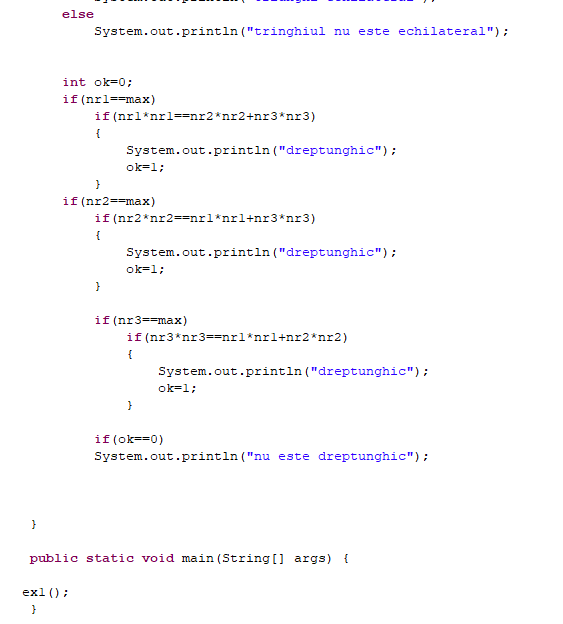 else
System.out.println("tringhiul nu este echilateral");
int ok=0;
if(nr1==max)
if(nr1*nr1==nr2*nr2+nr3*nr3)
{
System.out.println("dreptunghic");
ok=1;
}
if(nr2==max)
if(nr2*nr2==nr1*nr1+nr3*nr3)
{
System.out.println("dreptunghic");
ok=1;
}
if(nr3==max)
if(nr3*nr3==nr1*nr1+nr2*nr2)
{
System.out.println("dreptunghic");
ok=1;
}
if(ok==0)
System.out.println("nu este dreptunghic");
}
public static void main(String[] args) {
ex1();
}